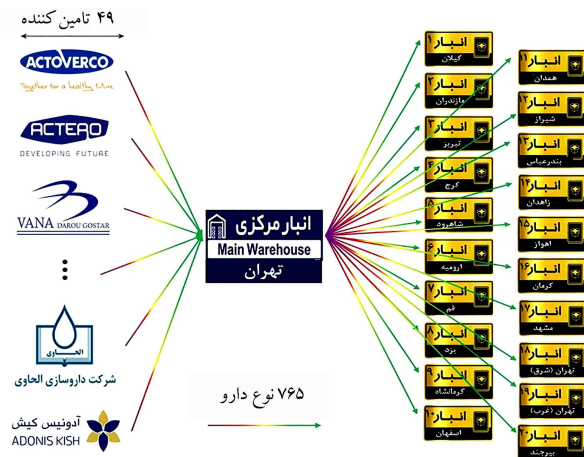 ۴۹ تامین کننده
ACTOVERCO
Together for a healthy future
ACTERO
DEVELOPING FUTURE
VANA DAROU GOSTAR
الحاوی
شرکت داروسازی الحاوی
آدونیس کیش
ADONIS KISH
انبار مرکزی
Main Warehouse
تهران
۷۶۵ نوع دارو
انبار ۱
گیلان
انبار ۲
مازندران
انبار ۳
تبریز
انبار ۴
کرج
انبار ۵
شاهرود
انبار ۶
ارومیه
انبار ۷
قم
انبار ۸
یزد
انبار ۹
کرمانشاه
انبار ۱۰
اصفهان
انبار ۱۱
همدان
انبار ۱۲
شیراز
انبار ۱۳
بندرعباس
انبار ۱۴
زاهدان
انبار ۱۵
اهواز
انبار ۱۶
کرمان
انبار ۱۷
مشهد
انبار ۱۸
تهران (شرق)
انبار ۱۹
تهران (غرب)
انبار ۲۰
بیرجند